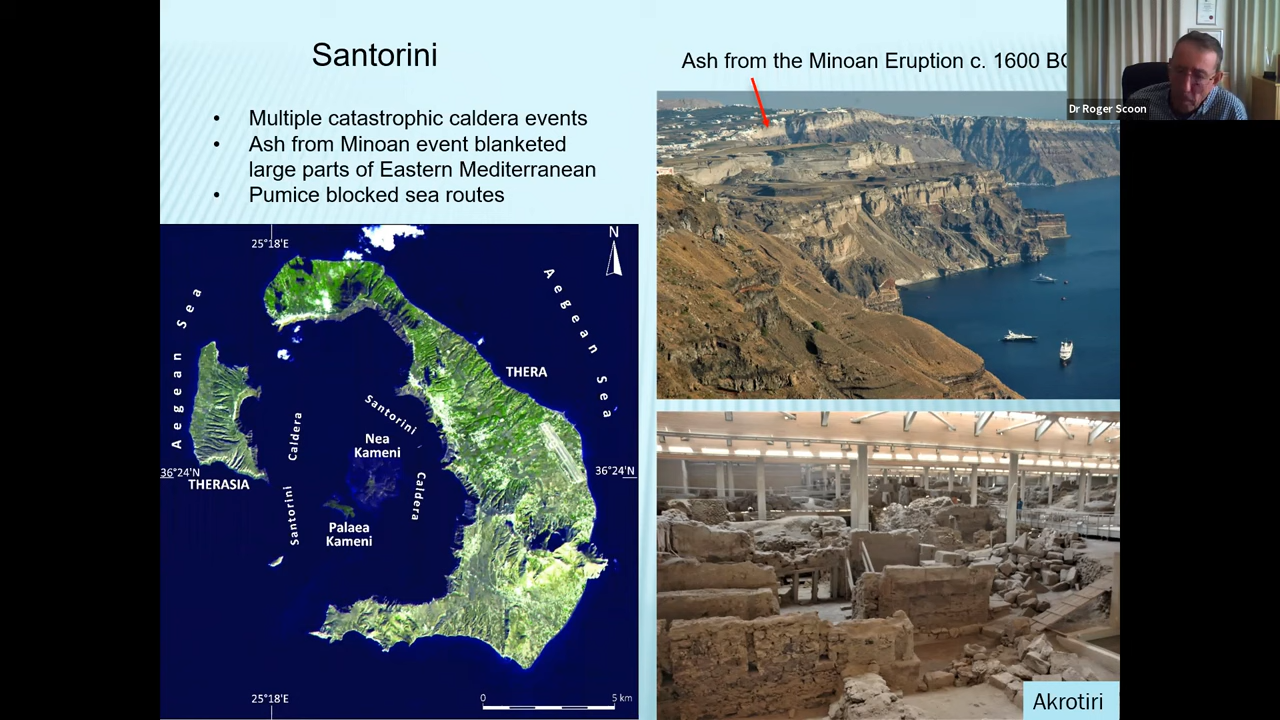 Santorini
• Multiple catastrophic caldera events
• Ash from Minoan event blanketed
large parts of Eastern Mediterranean
• Pumice blocked sea routes
Ash from the Minoan Eruption c. 1600
Dr Roger Scoon
25°18'E
N
Aegean Sea
Aegean Sea
THERA
Santorini
Caldera
Nea
Kameni
36°24'N
36°24'N
THERASIA
Santorini
Caldera
Palaea
Kameni
25°18'E
0
5 km
Akrotiri